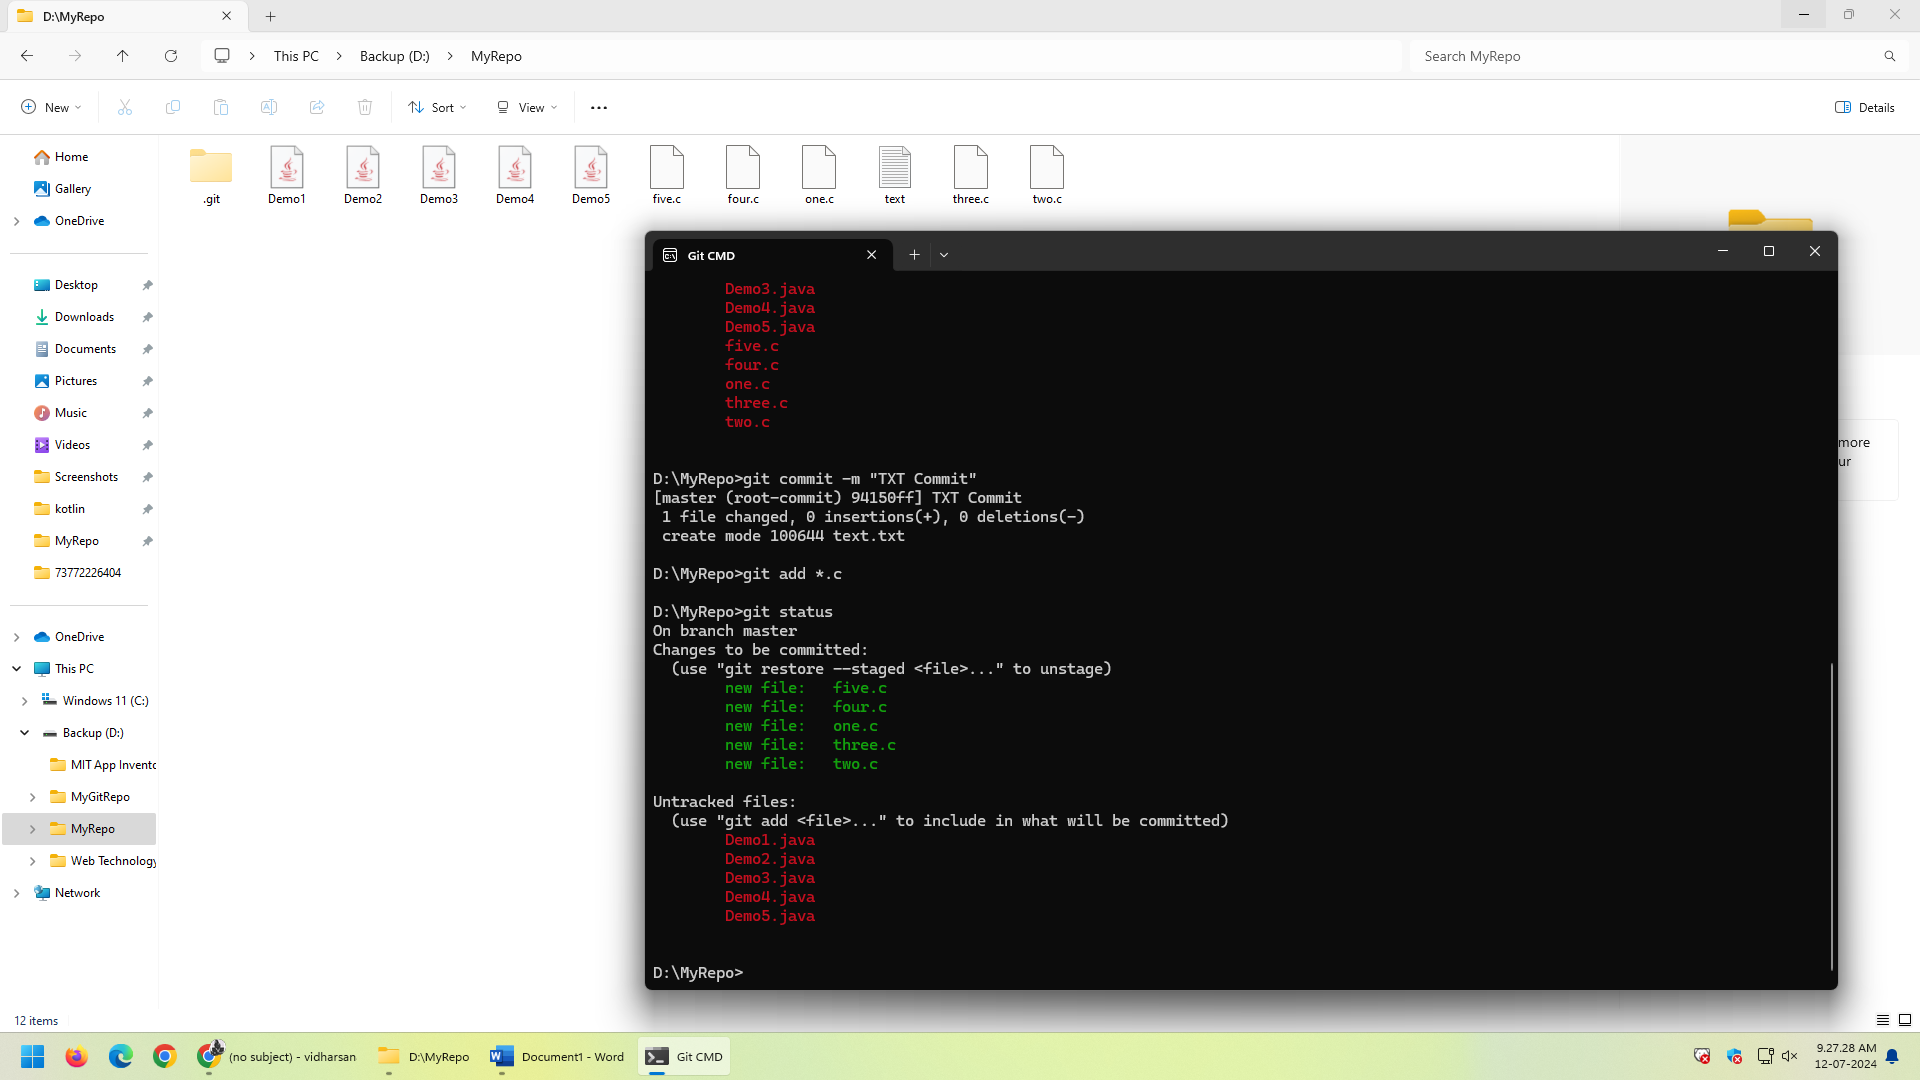 D:\MyRepo
This PC
Backup (D:)
MyRepo
Search MyRepo
New
Sort
View
Details
Home
Gallery
OneDrive
Desktop
Downloads
Documents
Pictures
Music
Videos
Screenshots
kotlin
MyRepo
73772226404
OneDrive
This PC
Windows 11 (C:)
Backup (D:)
MIT App Invento
MyGitRepo
MyRepo
Web Technology
Network
.git
Demo1
Demo2
Demo3
Demo4
Demo5
five.c
four.c
one.c
text
three.c
two.c
more
ur
Git CMD
Demo3.java
Demo4.java
Demo5.java
five.c
four.c
one.c
three.c
two.c
D:\MyRepo>git commit -m "TXT Commit"
[master (root-commit) 94150ff] TXT Commit
1 file changed, 0 insertions(+), 0 deletions(-)
create mode 100644 text.txt
D:\MyRepo>git add *.c
D:\MyRepo>git status
On branch master
Changes to be committed:
(use "git restore --staged <file>..." to unstage)
new file:   five.c
new file:   four.c
new file:   one.c
new file:   three.c
new file:   two.c
Untracked files:
(use "git add <file>..." to include in what will be committed)
Demo1.java
Demo2.java
Demo3.java
Demo4.java
Demo5.java
D:\MyRepo>
12 items
(no subject) - vidharsan
D:\MyRepo
Document1 - Word
Git CMD
9.27.28 AM
12-07-2024